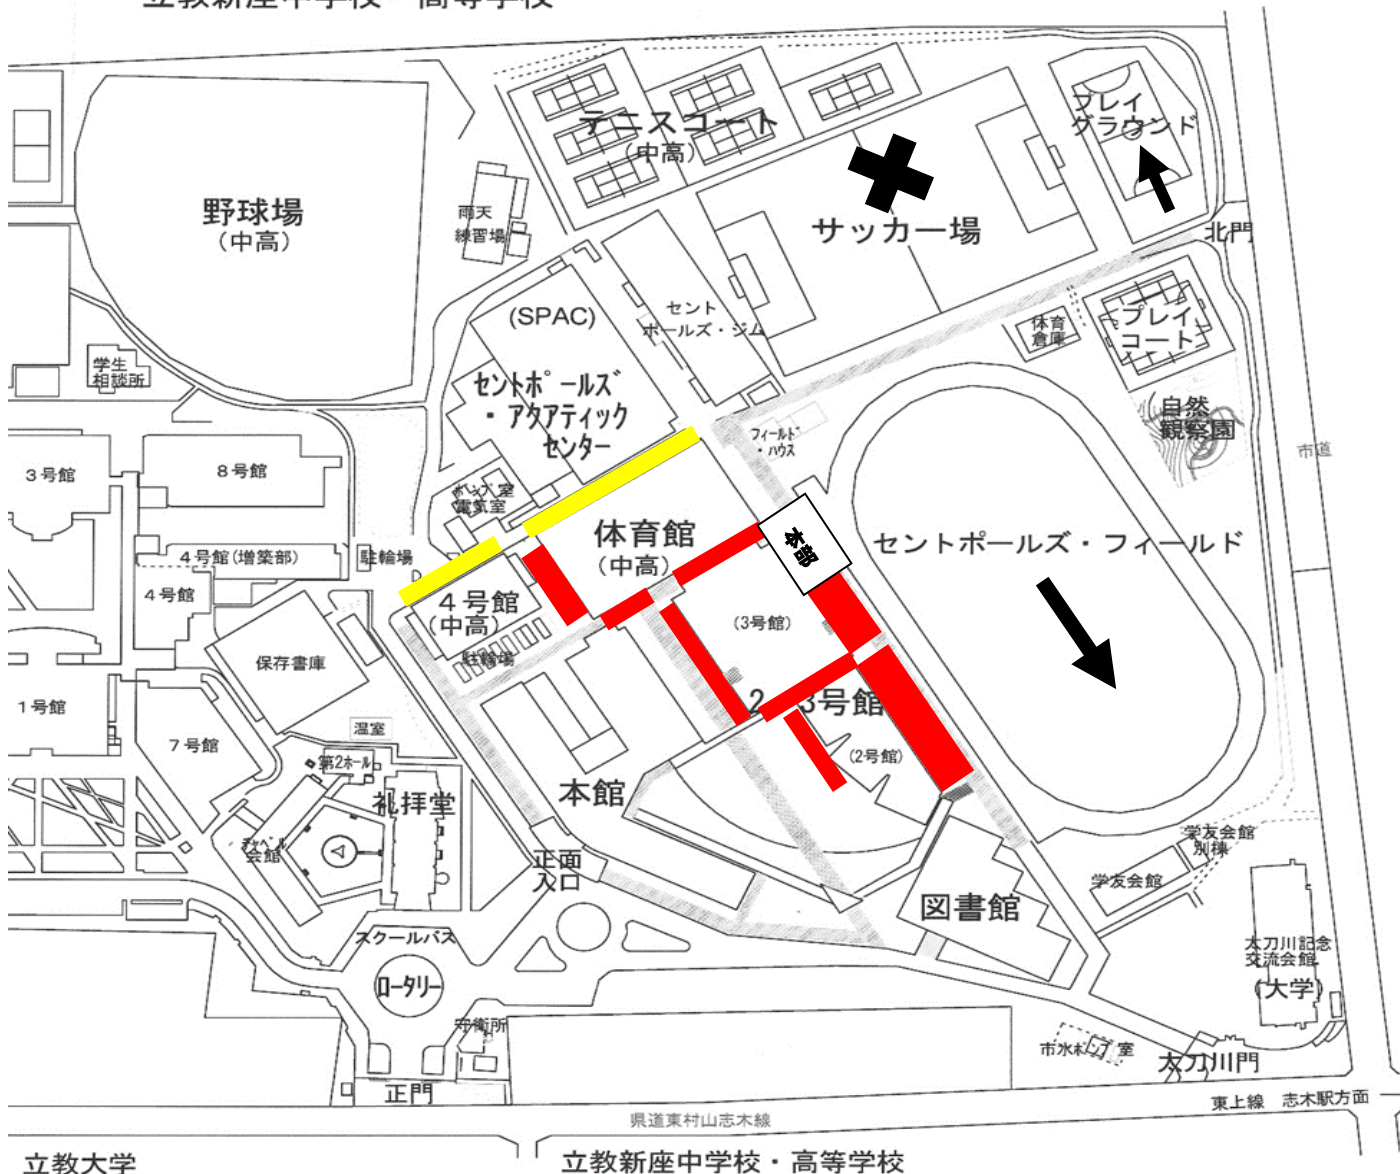 立教新座中学校・高等学校
テニスコート
(中高)
プレイ
グラウンド
野球場
(中高)
雨天
練習場
サッカー場
北門
(SPAC)
セント
ポールズ・ジム
体育
倉庫
プレイ
コート
学生
相談所
セントポールズ
・アクアティック
センター
自然
観察園
フィールド
・ハウス
市道
3号館
8号館
ポンプ室
電気室
体育館
(中高)
本部
セントポールズ・フィールド
4号館(増築部)
駐輪場
4号館
4号館
(中高)
(3号館)
保存書庫
駐輪場
1号館
2・3号館
温室
7号館
(2号館)
第2ホール
本館
礼拝堂
チャペル
会館
正面
入口
学友会館
別棟
学友会館
図書館
スクールバス
太刀川記念
交流会館
(大学)
ロータリー
守衛所
市水ポンプ室
太刀川門
正門
東上線 志木駅方面
県道東村山志木線
立教大学
立教新座中学校・高等学校